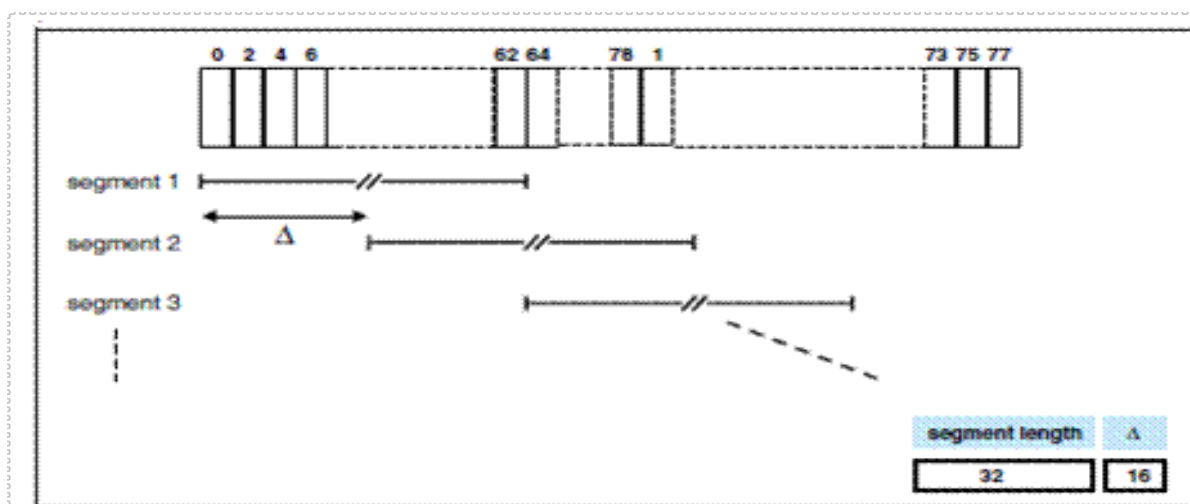 0 2 4 6 62 64 78 1 73 75 77
segment 1
Δ
segment 2
segment 3
segment length Δ
32 16